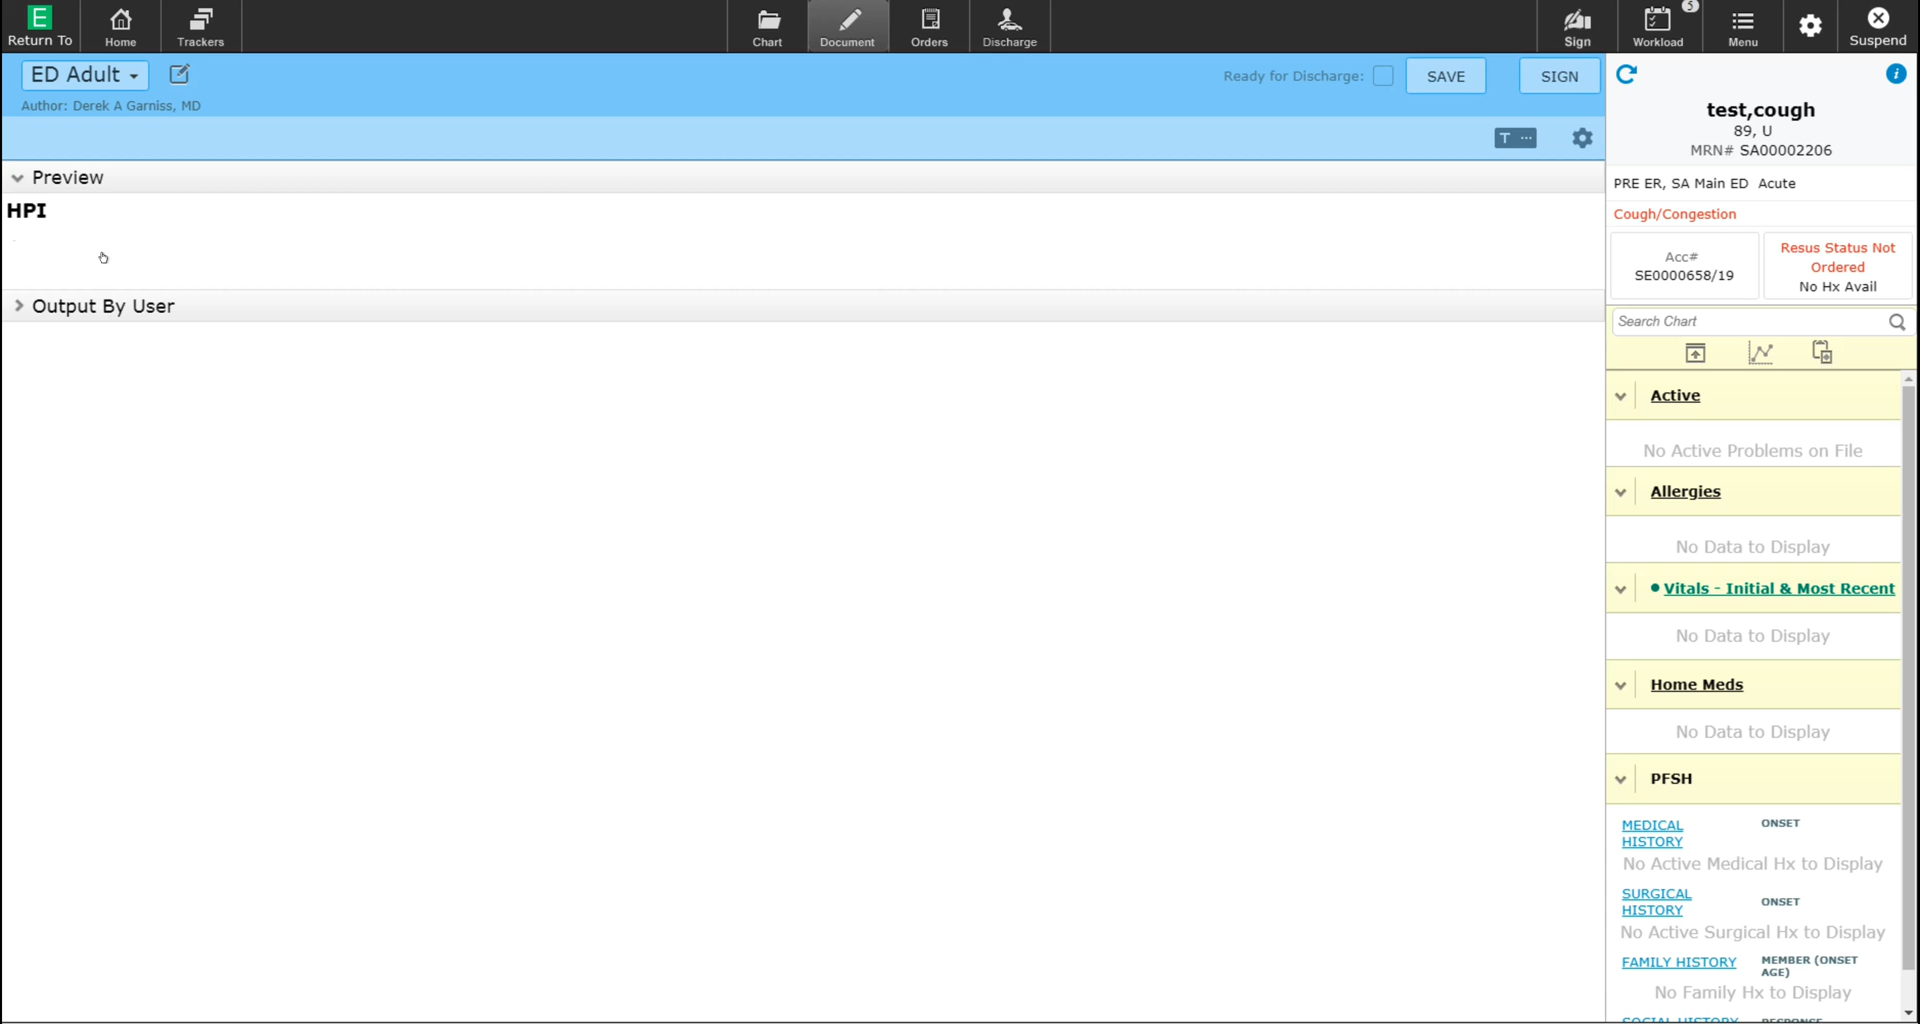 E
Return To
Home
Trackers
Chart
Document
Orders
Discharge
Sign
5
Workload
Menu
Suspend
ED Adult
Author: Derek A Garniss, MD
Ready for Discharge:
SAVE
SIGN
T ...
Preview
HPI
Output By User
i
test,cough
89, U
MRN# SA00002206
PRE ER, SA Main ED Acute
Cough/Congestion
Acc#
SE0000658/19
Resus Status Not
Ordered
No Hx Avail
Search Chart
Active
No Active Problems on File
Allergies
No Data to Display
Vitals - Initial & Most Recent
No Data to Display
Home Meds
No Data to Display
PFSH
MEDICAL
HISTORY
ONSET
No Active Medical Hx to Display
SURGICAL
HISTORY
ONSET
No Active Surgical Hx to Display
FAMILY HISTORY
MEMBER (ONSET
AGE)
No Family Hx to Display
SOCIAL HISTORY
RESPONSE